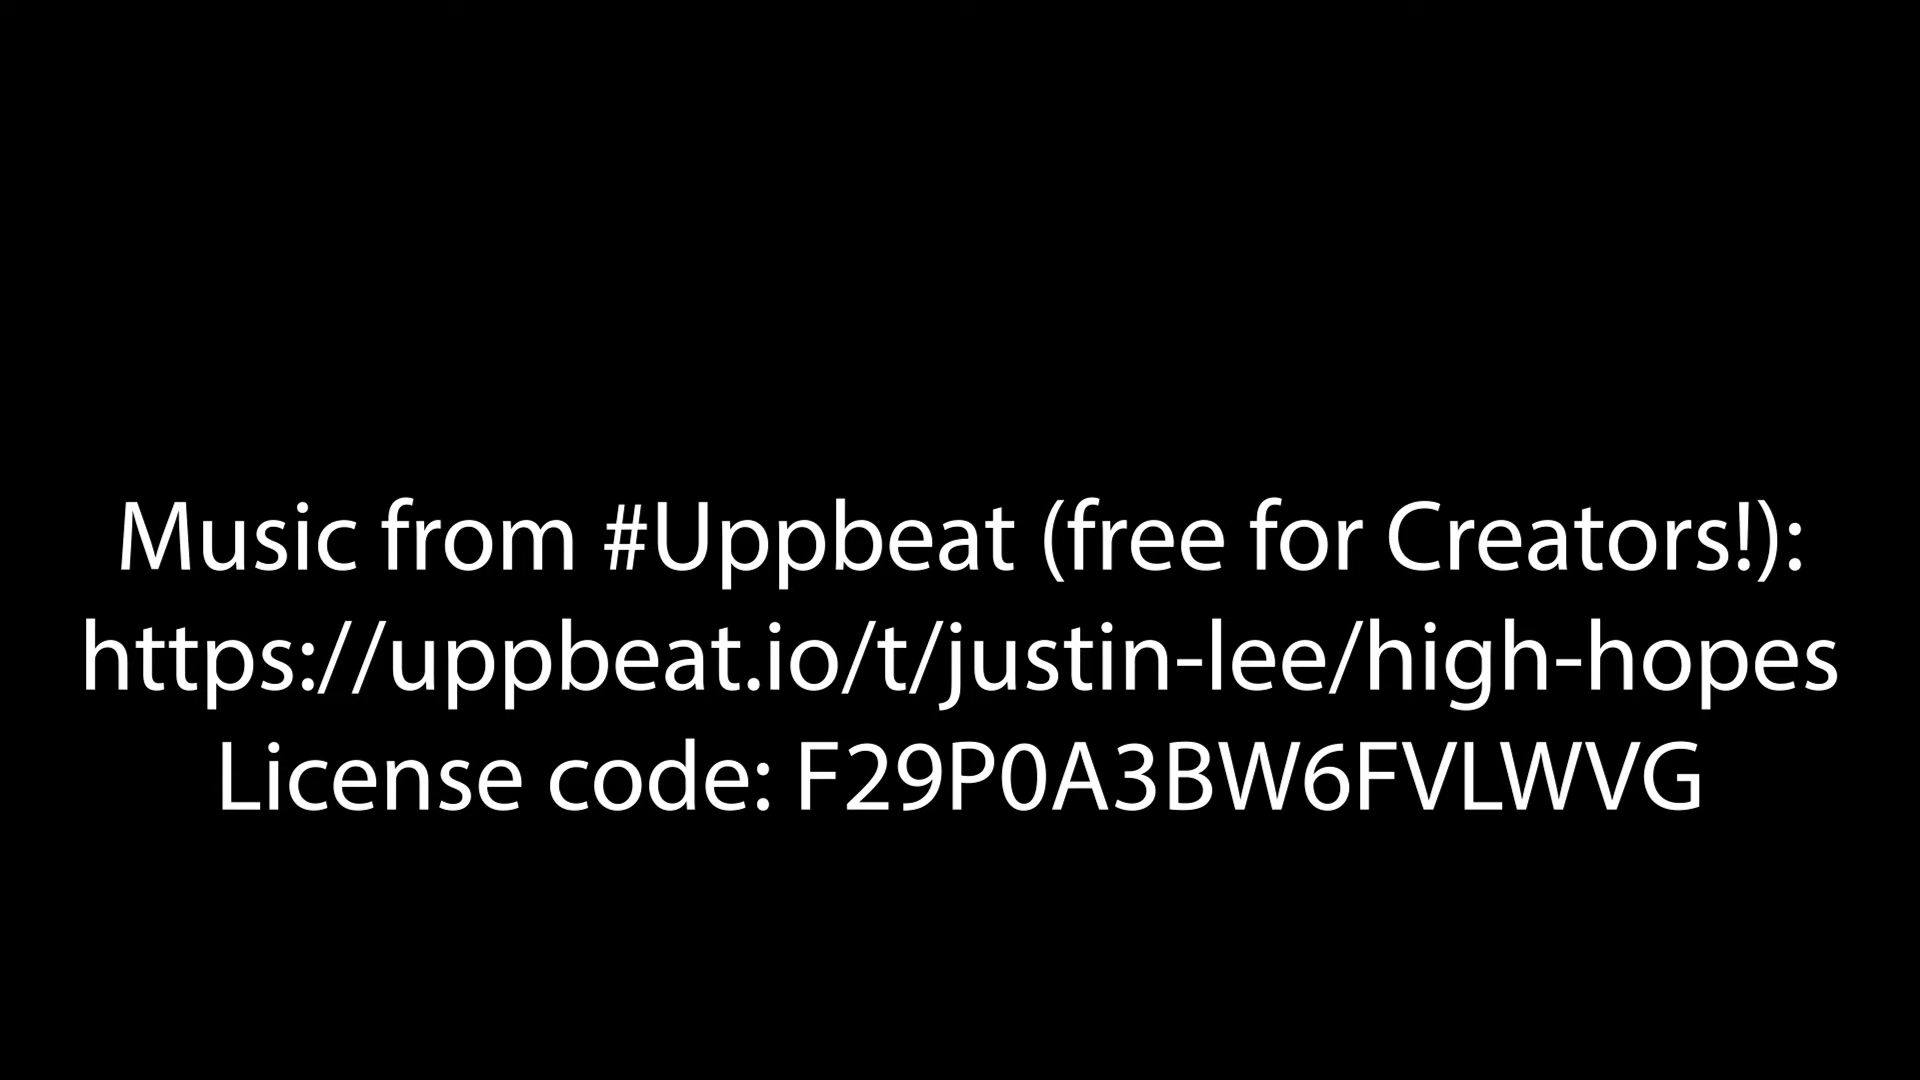 Music from #Uppbeat (free for Creators!):
https://uppbeat.io/t/justin-lee/high-hopes
License code: F29P0A3BW6FVLWVG